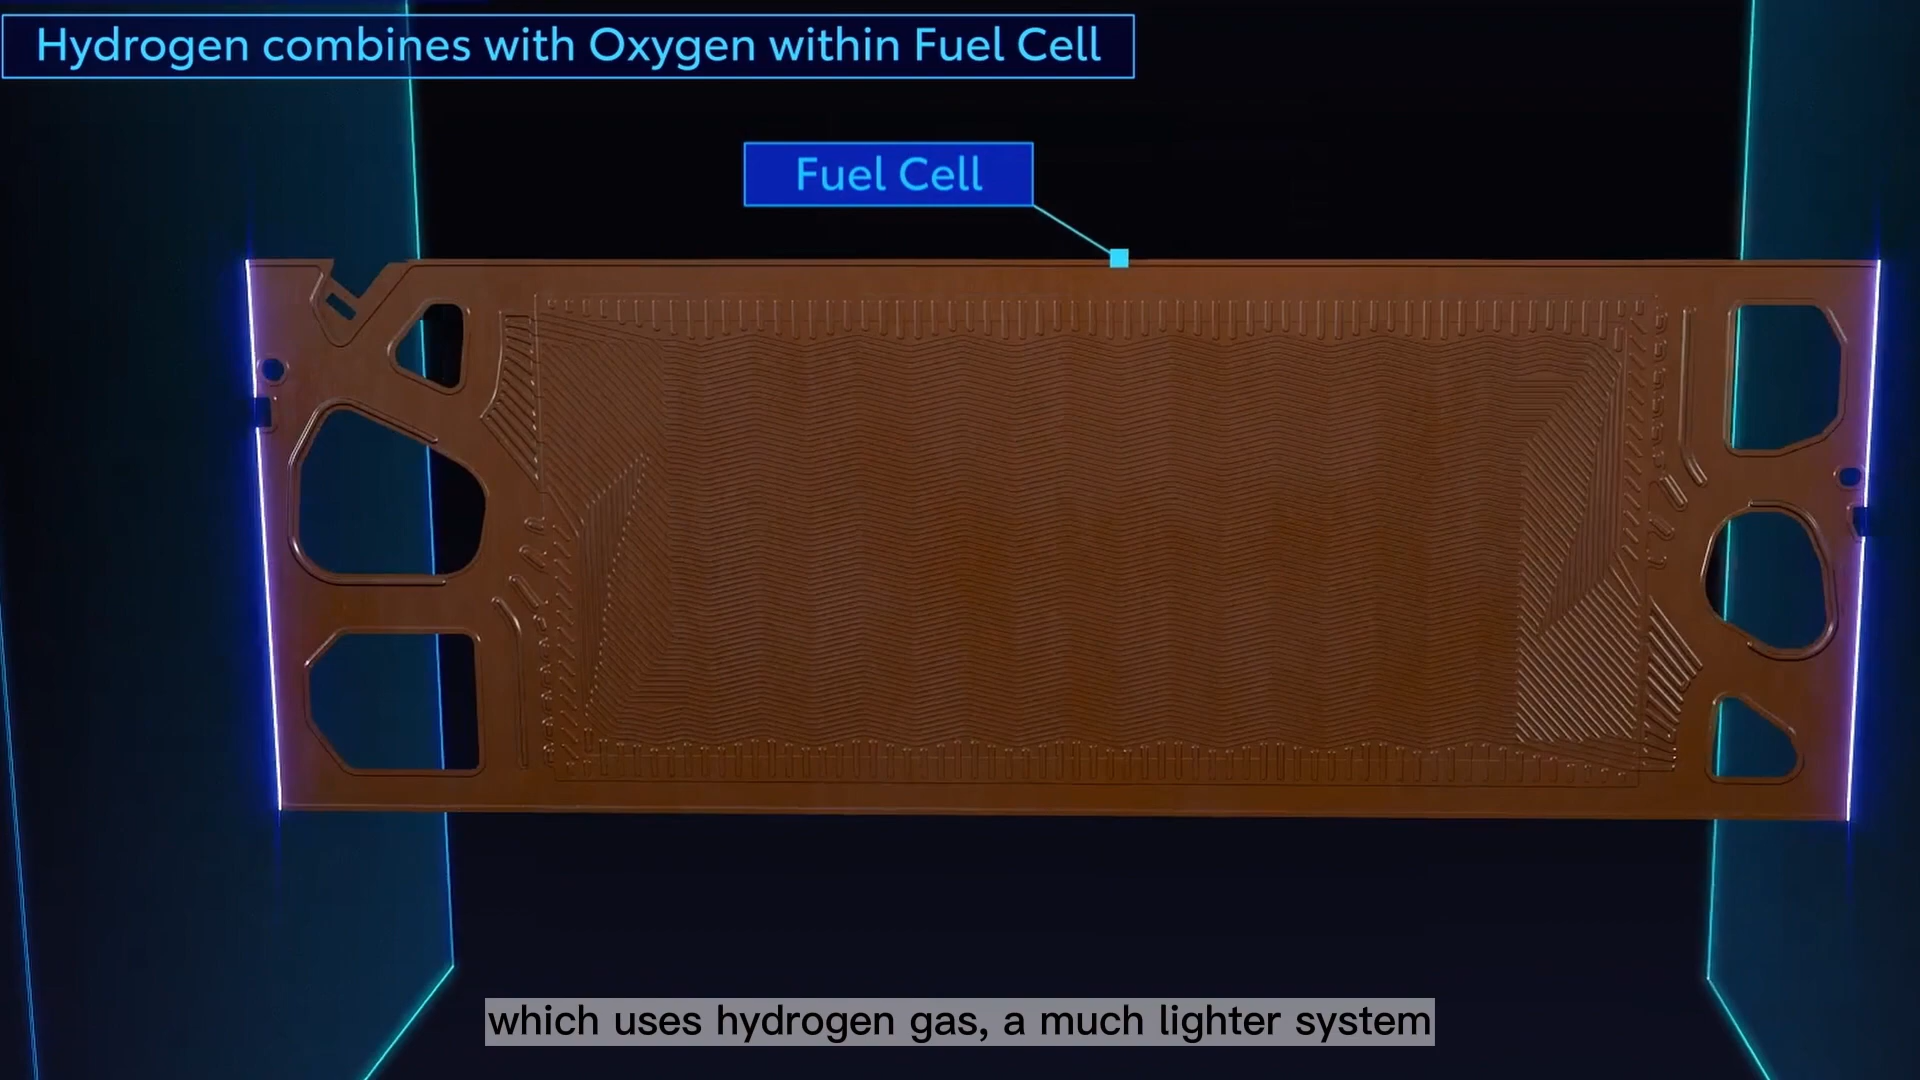 Hydrogen combines with Oxygen within Fuel Cell
Fuel Cell
which uses hydrogen gas, a much lighter system